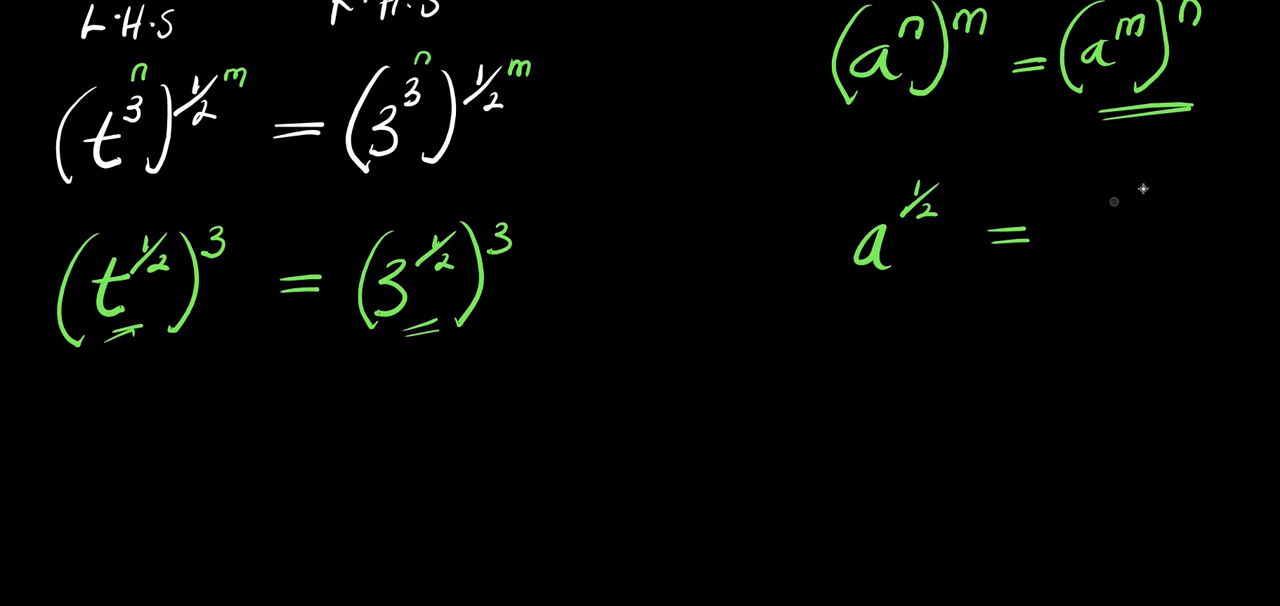 L.H.S R.H.S
(t^3)^1/2 = (3^3)^1/2
n m n m
(t^1/2)^3 = (3^1/2)^3
(a^n)^m = (a^m)^n
a^1/2 =